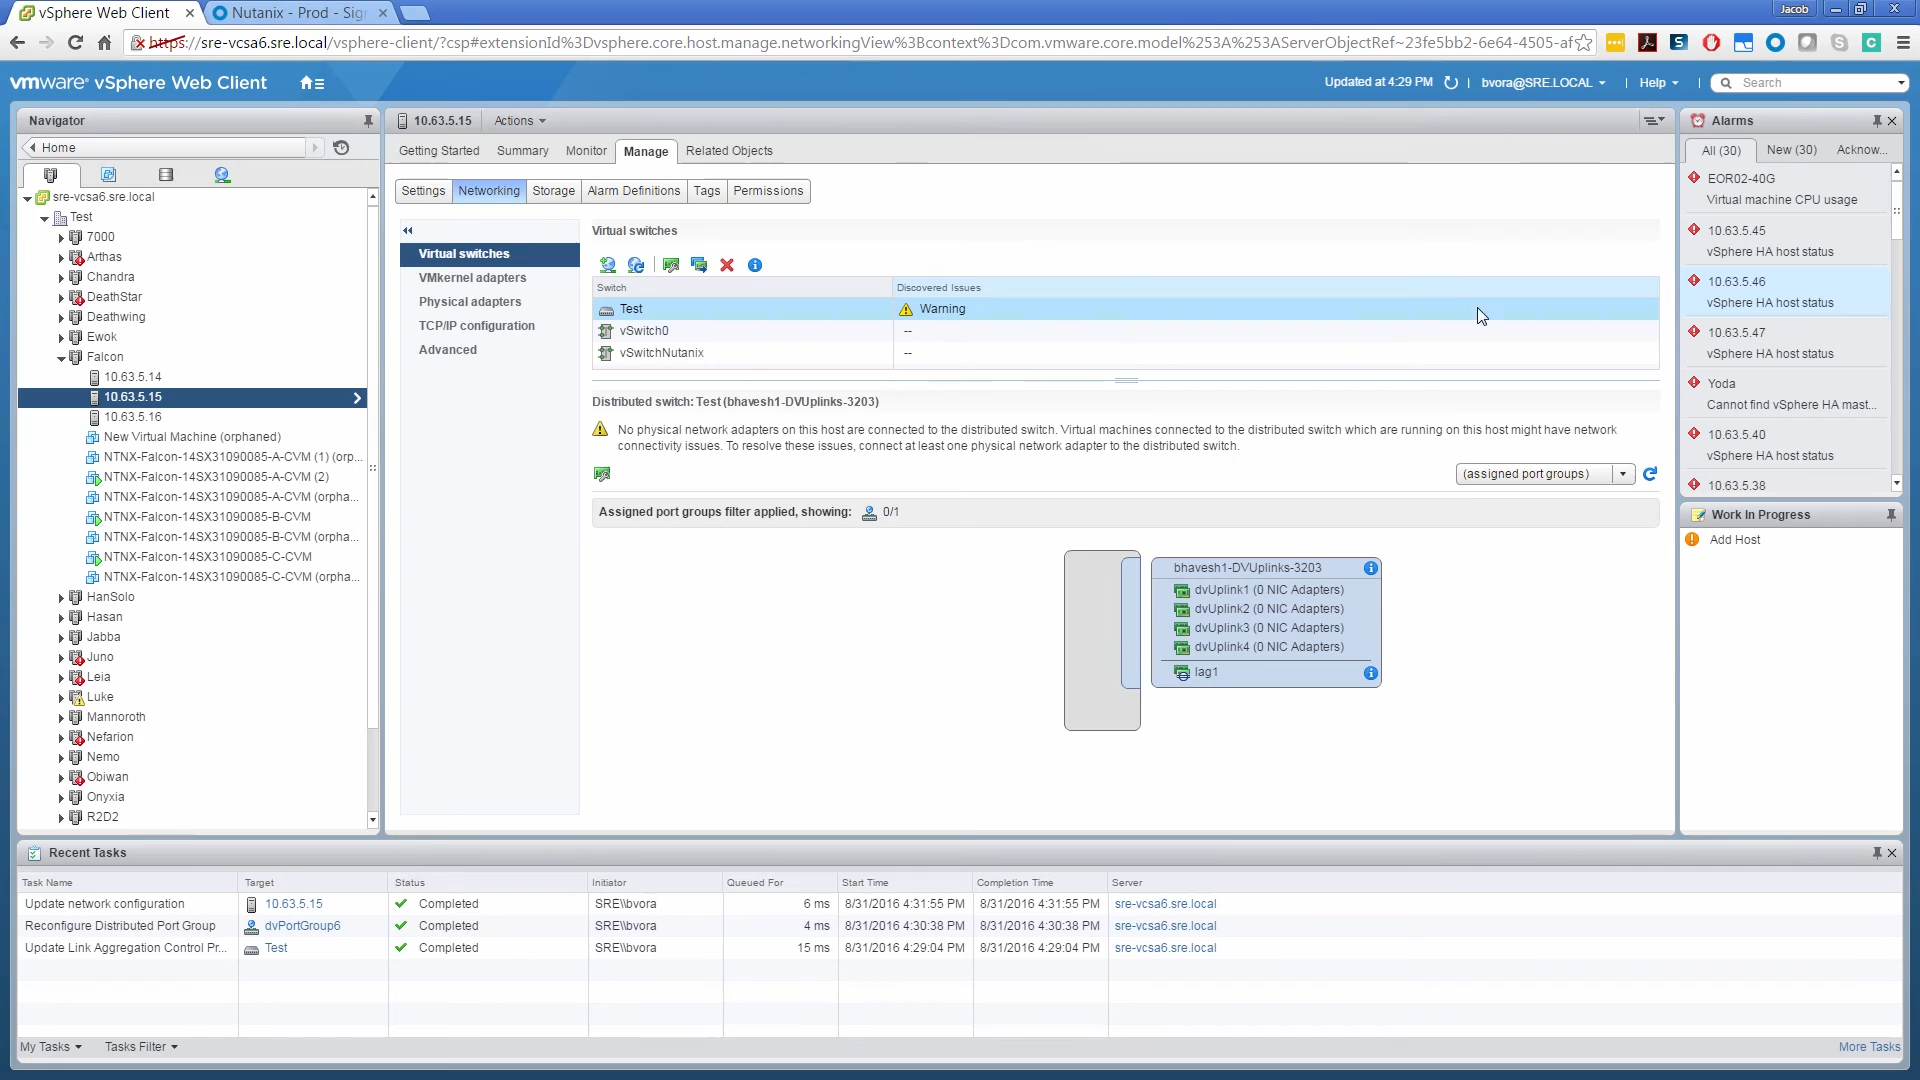 vSphere Web Client
Nutanix - Prod - Sig
Jacob
https://sre-vcsa6.sre.local/vsphere-client/?csp#extensionId%3Dvsphere.core.host.manage.networkingView%3Bcontext%3Dcom.vmware.core.model%253A%253AServerObjectRef~23fe5bb2-6e64-4505-af
vmware® vSphere Web Client
Updated at 4:29 PM
bvora@SRE.LOCAL
Help
Search
Navigator
Home
sre-vcsa6.sre.local
Test
7000
Arthas
Chandra
DeathStar
Deathwing
Ewok
Falcon
10.63.5.14
10.63.5.15
10.63.5.16
New Virtual Machine (orphaned)
NTNX-Falcon-14SX31090085-A-CVM (1) (orp...
NTNX-Falcon-14SX31090085-A-CVM (2)
NTNX-Falcon-14SX31090085-A-CVM (orpha...
NTNX-Falcon-14SX31090085-B-CVM
NTNX-Falcon-14SX31090085-B-CVM (orpha...
NTNX-Falcon-14SX31090085-C-CVM
NTNX-Falcon-14SX31090085-C-CVM (orpha...
HanSolo
Hasan
Jabba
Juno
Leia
Luke
Mannoroth
Nefarion
Nemo
Obiwan
Onyxia
R2D2
10.63.5.15
Actions
Getting Started Summary Monitor Manage Related Objects
Settings Networking Storage Alarm Definitions Tags Permissions
Virtual switches
VMkernel adapters
Physical adapters
TCP/IP configuration
Advanced
Virtual switches
Switch Discovered Issues
Test Warning
vSwitch0 --
vSwitchNutanix --
Distributed switch: Test (bhavesh1-DVUplinks-3203)
No physical network adapters on this host are connected to the distributed switch. Virtual machines connected to the distributed switch which are running on this host might have network
connectivity issues. To resolve these issues, connect at least one physical network adapter to the distributed switch.
(assigned port groups)
Assigned port groups filter applied, showing: 0/1
bhavesh1-DVUplinks-3203
dvUplink1 (0 NIC Adapters)
dvUplink2 (0 NIC Adapters)
dvUplink3 (0 NIC Adapters)
dvUplink4 (0 NIC Adapters)
lag1
Alarms
All (30) New (30) Acknow...
EOR02-40G
Virtual machine CPU usage
10.63.5.45
vSphere HA host status
10.63.5.46
vSphere HA host status
10.63.5.47
vSphere HA host status
Yoda
Cannot find vSphere HA mast...
10.63.5.40
vSphere HA host status
10.63.5.38
Work In Progress
Add Host
Recent Tasks
Task Name Target Status Initiator Queued For Start Time Completion Time Server
Update network configuration 10.63.5.15 Completed SRE\\bvora 6 ms 8/31/2016 4:31:55 PM 8/31/2016 4:31:55 PM sre-vcsa6.sre.local
Reconfigure Distributed Port Group dvPortGroup6 Completed SRE\\bvora 4 ms 8/31/2016 4:30:38 PM 8/31/2016 4:30:38 PM sre-vcsa6.sre.local
Update Link Aggregation Control Pr... Test Completed SRE\\bvora 15 ms 8/31/2016 4:29:04 PM 8/31/2016 4:29:04 PM sre-vcsa6.sre.local
My Tasks Tasks Filter More Tasks